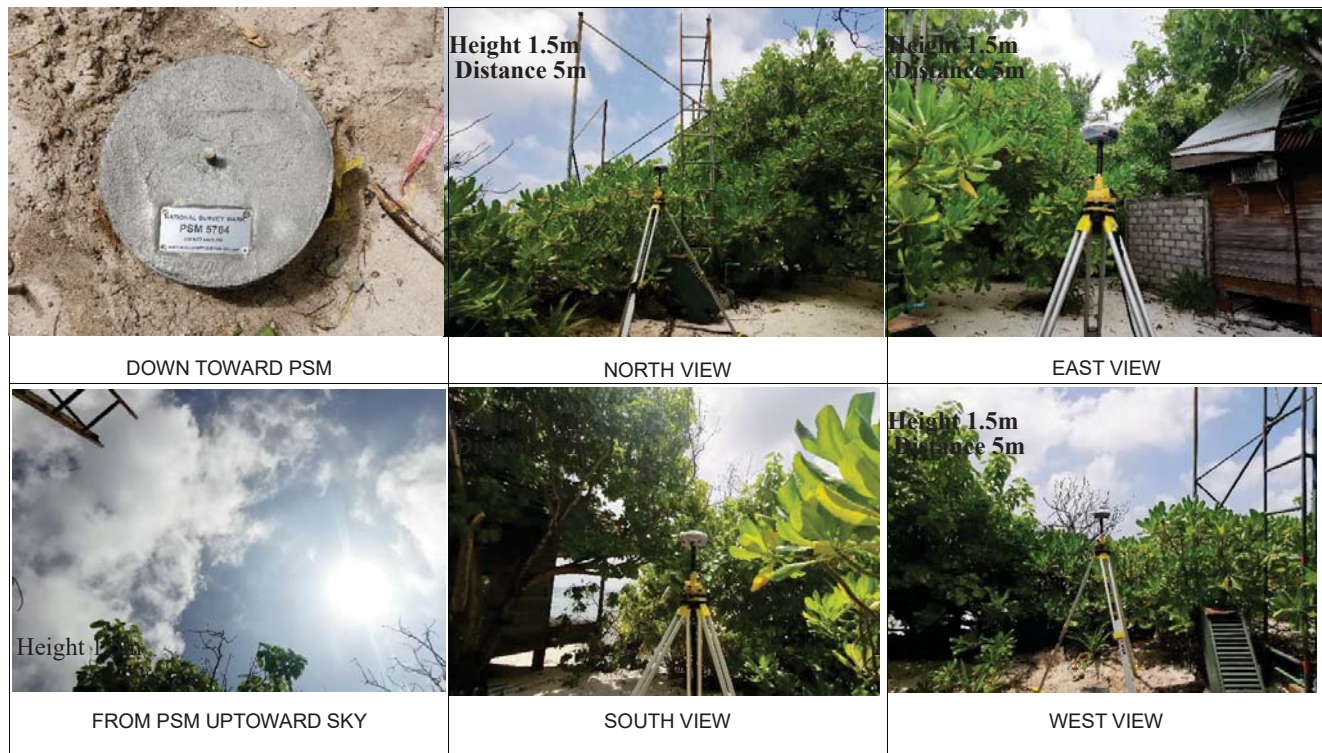 NATIONAL SURVEY MARK
PSM 5784
DOWN TOWARD PSM
Height 1.5m
Distance 5m
NORTH VIEW
Height 1.5m
Distance 5m
EAST VIEW
Height
FROM PSM UPTOWARD SKY
SOUTH VIEW
Height 1.5m
Distance 5m
WEST VIEW